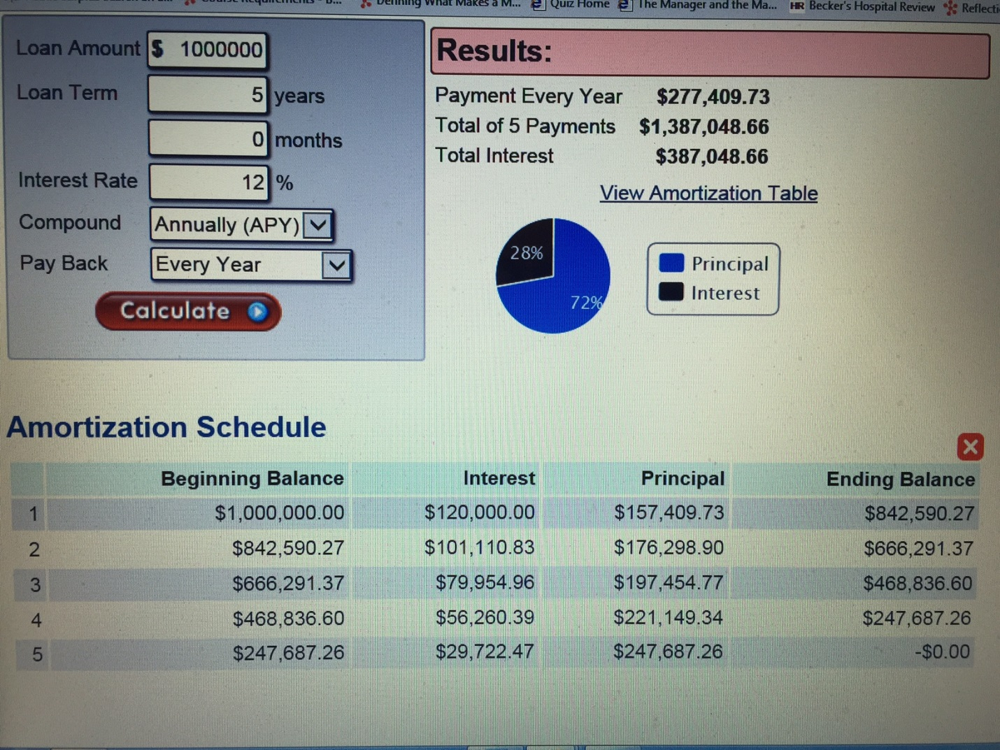 Defining What Makes a M... Quiz Home The Manager and the Ma... HR Becker's Hospital Review Reflecti
Loan Amount $ 1000000
Loan Term 5 years
0 months
Interest Rate 12 %
Compound Annually (APY)
Pay Back Every Year
Calculate
Results:
Payment Every Year $277,409.73
Total of 5 Payments $1,387,048.66
Total Interest $387,048.66
View Amortization Table
28%
72%
Principal
Interest
Amortization Schedule
Beginning Balance Interest Principal Ending Balance
1 $1,000,000.00 $120,000.00 $157,409.73 $842,590.27
2 $842,590.27 $101,110.83 $176,298.90 $666,291.37
3 $666,291.37 $79,954.96 $197,454.77 $468,836.60
4 $468,836.60 $56,260.39 $221,149.34 $247,687.26
5 $247,687.26 $29,722.47 $247,687.26 -$0.00